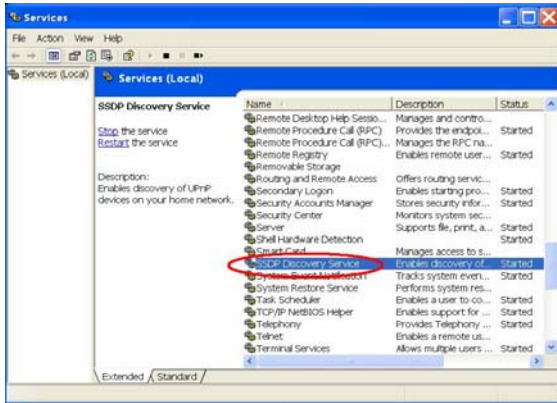 Services
File Action View Help
Services (Local)
Services (Local)
SSDP Discovery Service
Stop the service
Restart the service
Description:
Enables discovery of UPnP
devices on your home network.
Name Description Status
Remote Desktop Help Sessio... Manages and contro...
Remote Procedure Call (RPC) Provides the endpoi... Started
Remote Procedure Call (RPC)... Manages the RPC na...
Remote Registry Enables remote user... Started
Removable Storage
Routing and Remote Access Offers routing servic...
Secondary Logon Enables starting pro... Started
Security Accounts Manager Stores security infor... Started
Security Center Monitors system sec...
Server Supports file, print, a... Started
Shell Hardware Detection Started
Smart Card Manages access to s...
SSDP Discovery Service Enables discovery of... Started
System Event Notification Tracks system even... Started
System Restore Service Performs system res...
Task Scheduler Enables a user to co... Started
TCP/IP NetBIOS Helper Enables support for ... Started
Telephony Provides Telephony ... Started
Telnet Enables a remote us...
Terminal Services Allows multiple users ... Started
Extended Standard